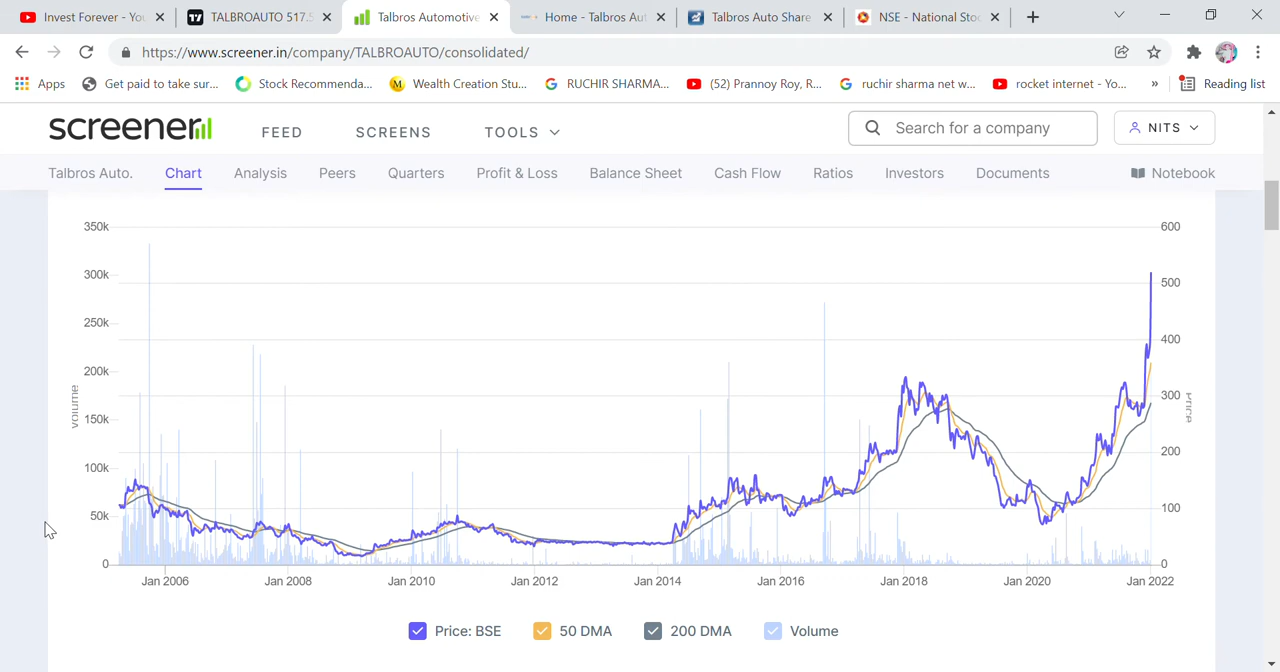 Invest Forever - Yo
TALBROAUTO 517.5
Talbros Automotive
Home - Talbros Aut
Talbros Auto Share
NSE - National Stoc
https://www.screener.in/company/TALBROAUTO/consolidated/
Apps
Get paid to take sur...
Stock Recommenda...
M
Wealth Creation Stu...
RUCHIR SHARMA...
(52) Prannoy Roy, R...
ruchir sharma net w...
rocket internet - Yo...
»
Reading list
screener
FEED
SCREENS
TOOLS
Search for a company
NITS
Talbros Auto.
Chart
Analysis
Peers
Quarters
Profit & Loss
Balance Sheet
Cash Flow
Ratios
Investors
Documents
Notebook
350k
300k
250k
200k
150k
100k
50k
0
Volume
600
500
400
300
200
100
0
Price
Jan 2006
Jan 2008
Jan 2010
Jan 2012
Jan 2014
Jan 2016
Jan 2018
Jan 2020
Jan 2022
Price: BSE
50 DMA
200 DMA
Volume